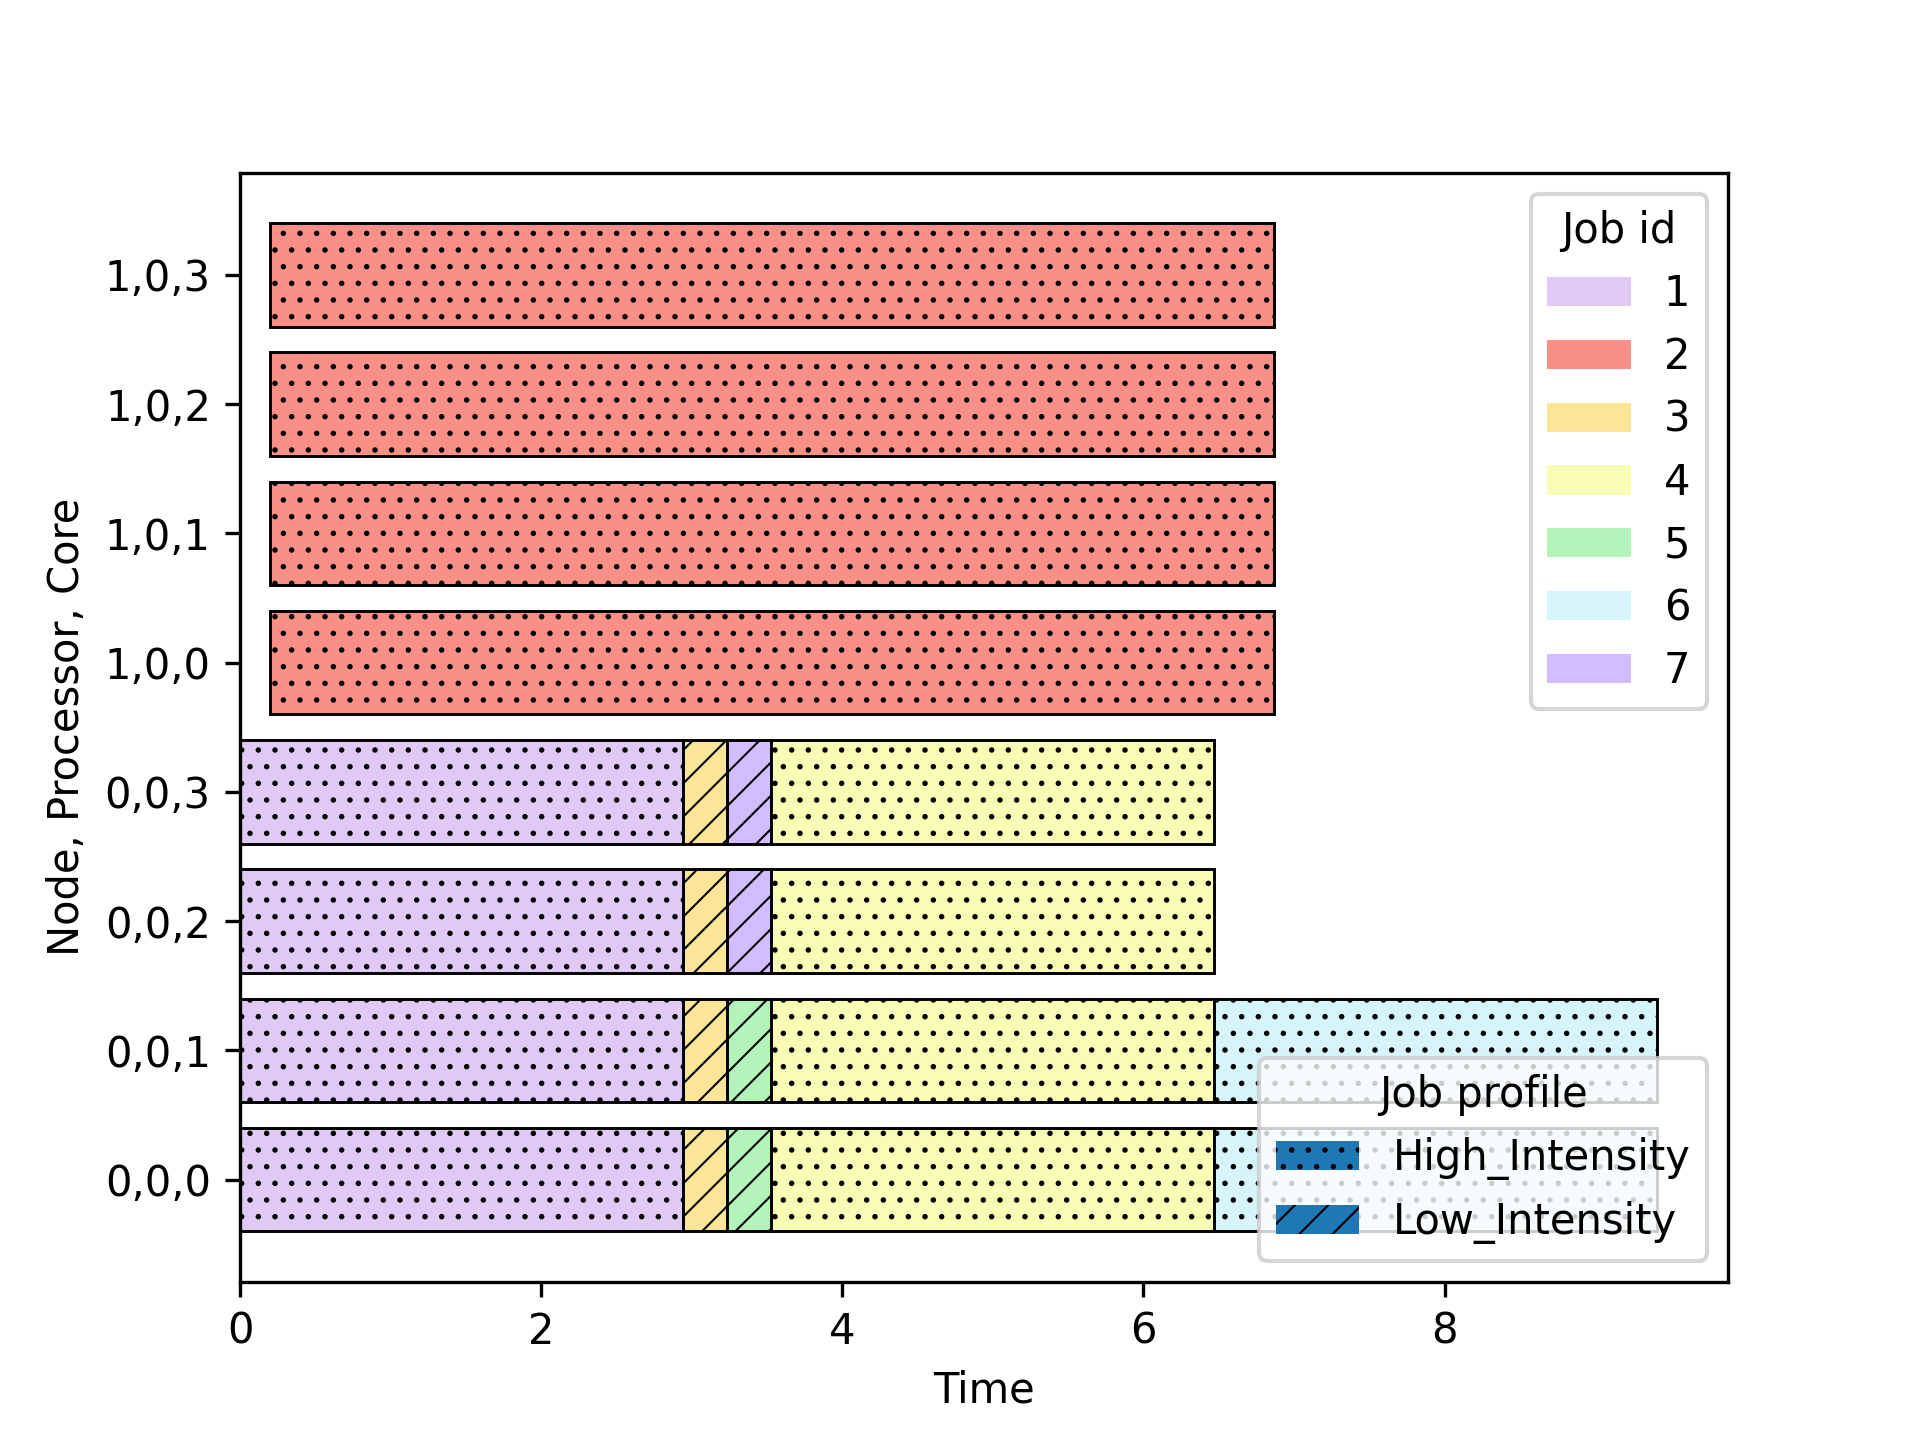 Job id
1
2
3
4
5
6
7
1,0,3
1,0,2
1,0,1
1,0,0
0,0,3
0,0,2
0,0,1
0,0,0
Node, Processor, Core
Job profile
High_Intensity
Low_Intensity
0 2 4 6 8
Time